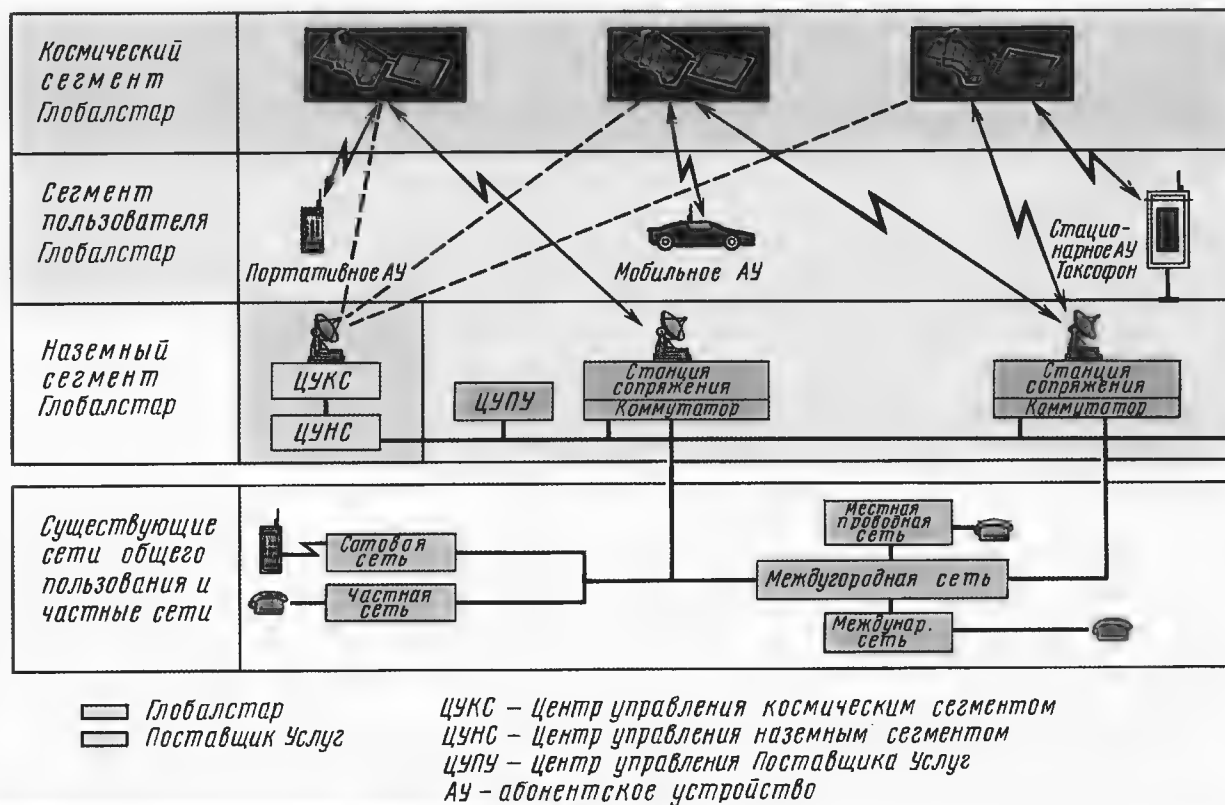 Космический
сегмент
Глобалстар
Сегмент
пользователя
Глобалстар
Портативное АУ
Мобильное АУ
Стацио-
нарное АУ
Таксофон
Наземный
сегмент
Глобалстар
ЦУКС
ЦУНС
ЦУПУ
Станция
сопряжения
Коммутатор
Станция
сопряжения
Коммутатор
Существующие
сети общего
пользования и
частные сети
Сотовая
сеть
Частная
сеть
Местная
проводная
сеть
Междугородная сеть
Междунар.
сеть
Глобалстар
Поставщик Услуг
ЦУКС – Центр управления космическим сегментом
ЦУНС – Центр управления наземным сегментом
ЦУПУ – Центр управления Поставщика Услуг
АУ – абонентское устройство